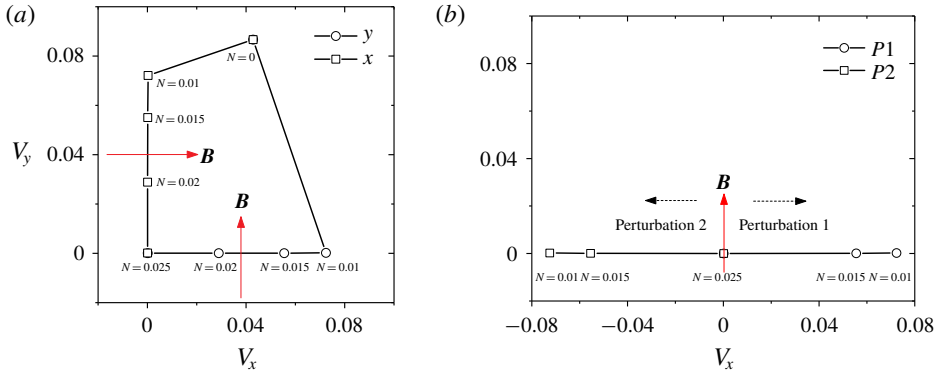 (a)
0.08
0.04
0
V_y
y
x
N = 0
N = 0.01
N = 0.015
N = 0.02
B
B
N = 0.025
N = 0.02
N = 0.015
N = 0.01
0
0.04
0.08
V_x
(b)
0.08
0.04
0
P1
P2
B
Perturbation 2
Perturbation 1
N = 0.01
N = 0.015
N = 0.025
N = 0.015
N = 0.01
−0.08
−0.04
0
0.04
0.08
V_x